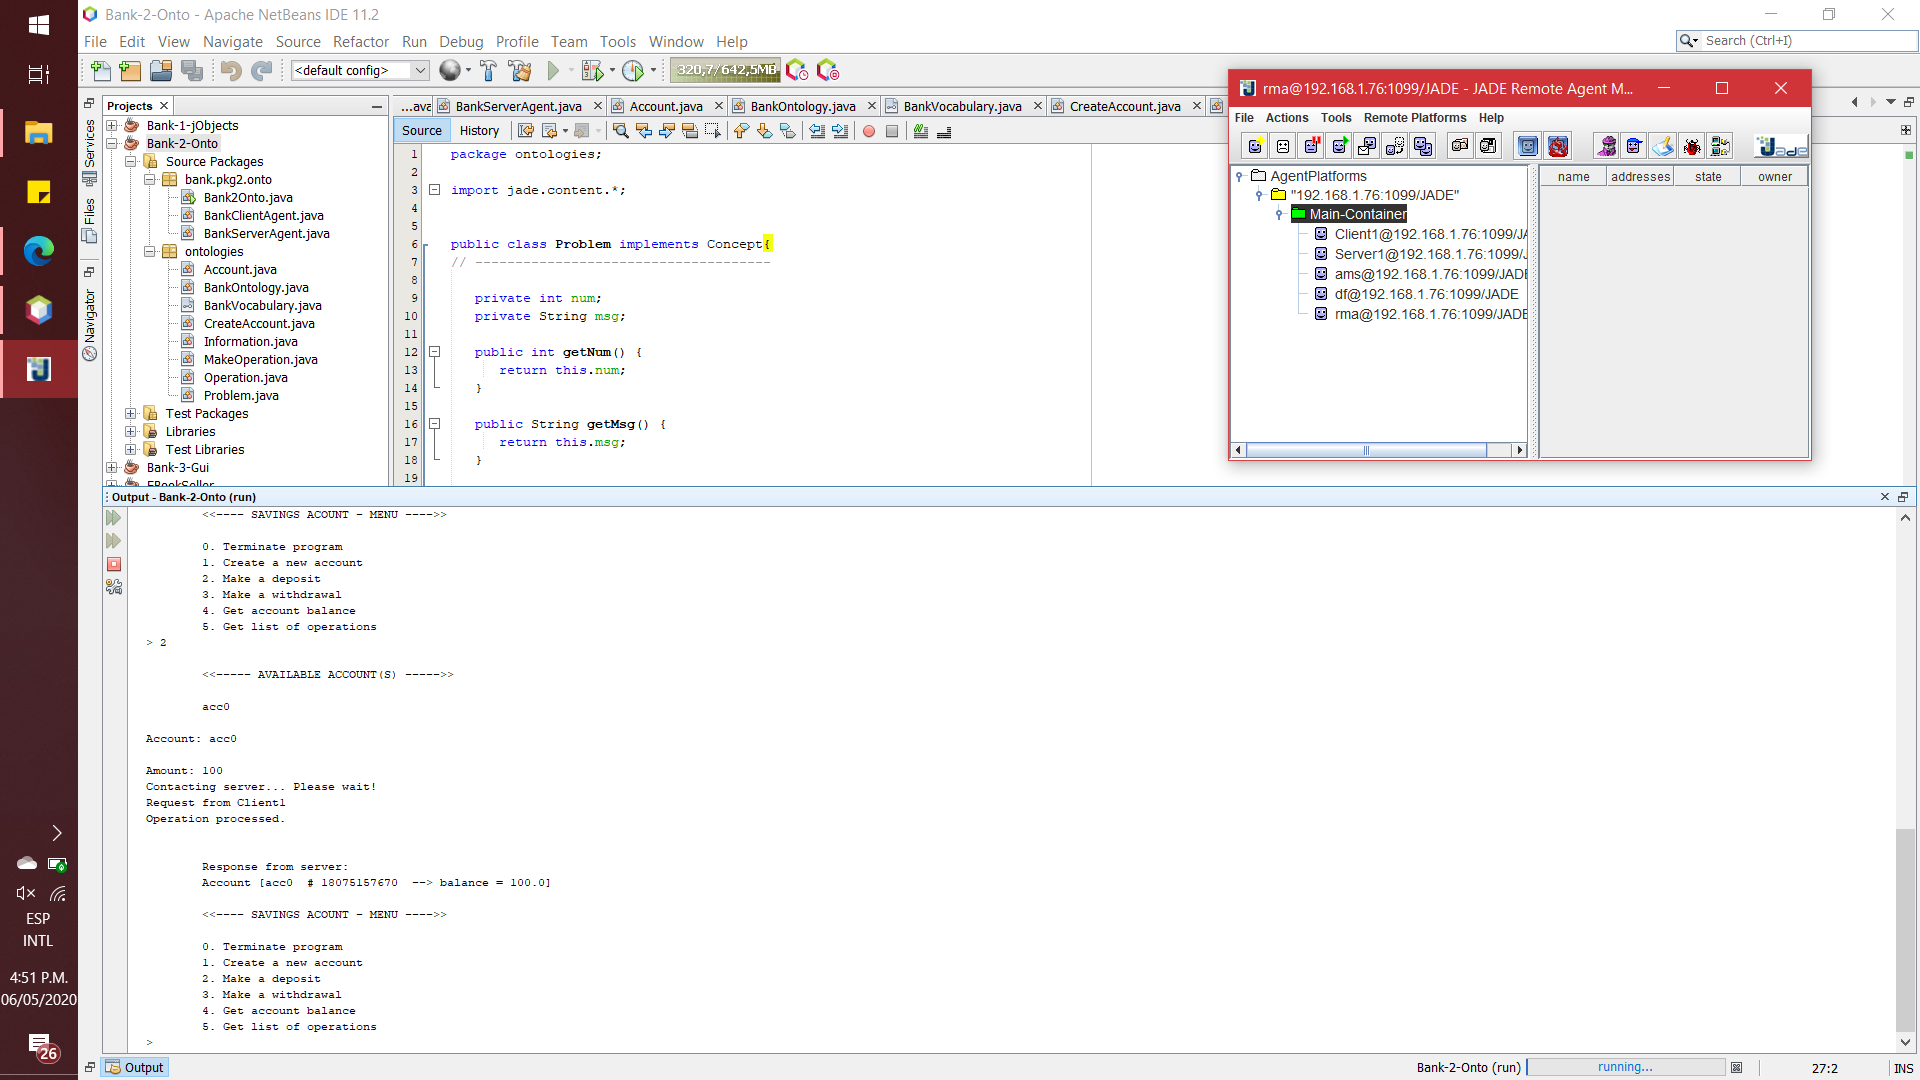 Bank-2-Onto - Apache NetBeans IDE 11.2
File Edit View Navigate Source Refactor Run Debug Profile Team Tools Window Help
Search (Ctrl+I)
<default config>
320,7/642,5MB
Projects
...ava BankServerAgent.java Account.java BankOntology.java BankVocabulary.java CreateAccount.java
Source History
Services
Files
Navigator
Bank-1-jObjects
Bank-2-Onto
Source Packages
bank.pkg2.onto
Bank2Onto.java
BankClientAgent.java
BankServerAgent.java
ontologies
Account.java
BankOntology.java
BankVocabulary.java
CreateAccount.java
Information.java
MakeOperation.java
Operation.java
Problem.java
Test Packages
Libraries
Test Libraries
Bank-3-Gui
EBookSeller
1 package ontologies;
2
3 import jade.content.*;
4
5
6 public class Problem implements Concept{
7 // -------------------------------------
8
9 private int num;
10 private String msg;
11
12 public int getNum() {
13 return this.num;
14 }
15
16 public String getMsg() {
17 return this.msg;
18 }
19
rma@192.168.1.76:1099/JADE - JADE Remote Agent M...
File Actions Tools Remote Platforms Help
Jade
AgentPlatforms
"192.168.1.76:1099/JADE"
Main-Container
Client1@192.168.1.76:1099/JA
Server1@192.168.1.76:1099/J
ams@192.168.1.76:1099/JADE
df@192.168.1.76:1099/JADE
rma@192.168.1.76:1099/JADE
name addresses state owner
Output - Bank-2-Onto (run)
<<---- SAVINGS ACOUNT - MENU ---->>
0. Terminate program
1. Create a new account
2. Make a deposit
3. Make a withdrawal
4. Get account balance
5. Get list of operations
> 2
<<----- AVAILABLE ACCOUNT(S) ----->>
acc0
Account: acc0
Amount: 100
Contacting server... Please wait!
Request from Client1
Operation processed.
Response from server:
Account [acc0  # 18075157670  --> balance = 100.0]
<<---- SAVINGS ACOUNT - MENU ---->>
0. Terminate program
1. Create a new account
2. Make a deposit
3. Make a withdrawal
4. Get account balance
5. Get list of operations
>
Output
Bank-2-Onto (run) running... 27:2 INS
ESP
INTL
4:51 P.M.
06/05/2020
26